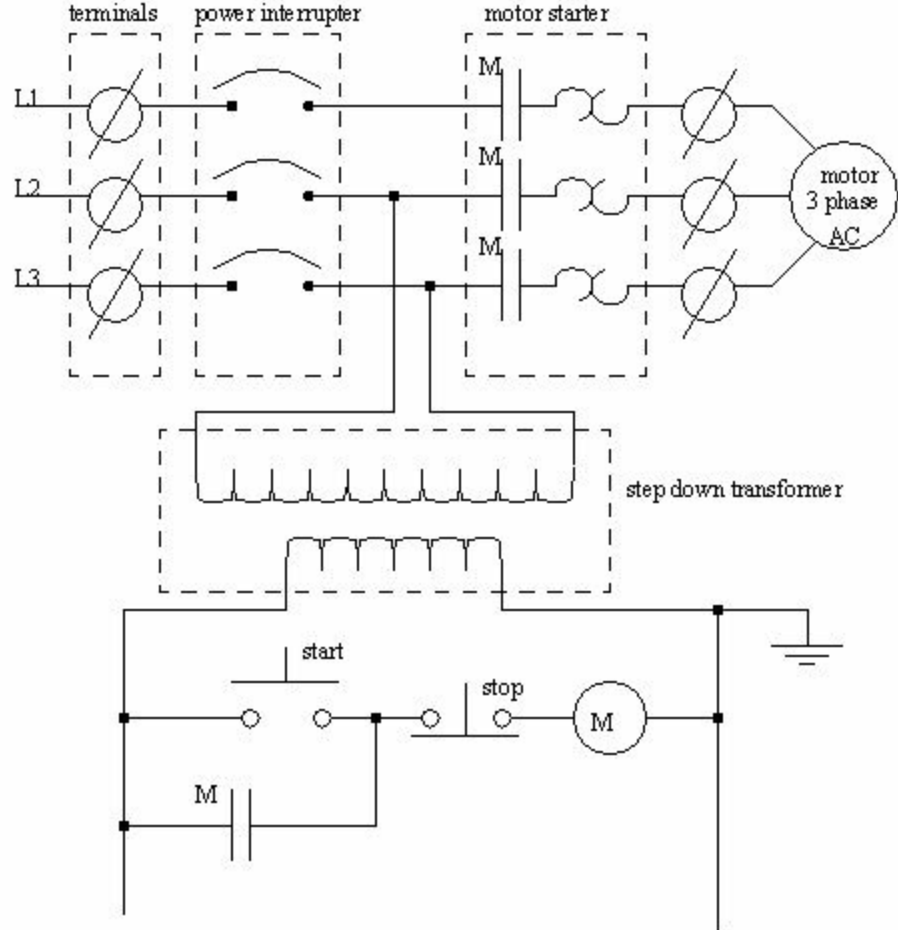 terminals
power interrupter
motor starter
M
L1
M
L2
motor
3 phase
AC
M
L3
step down transformer
start
stop
M
M